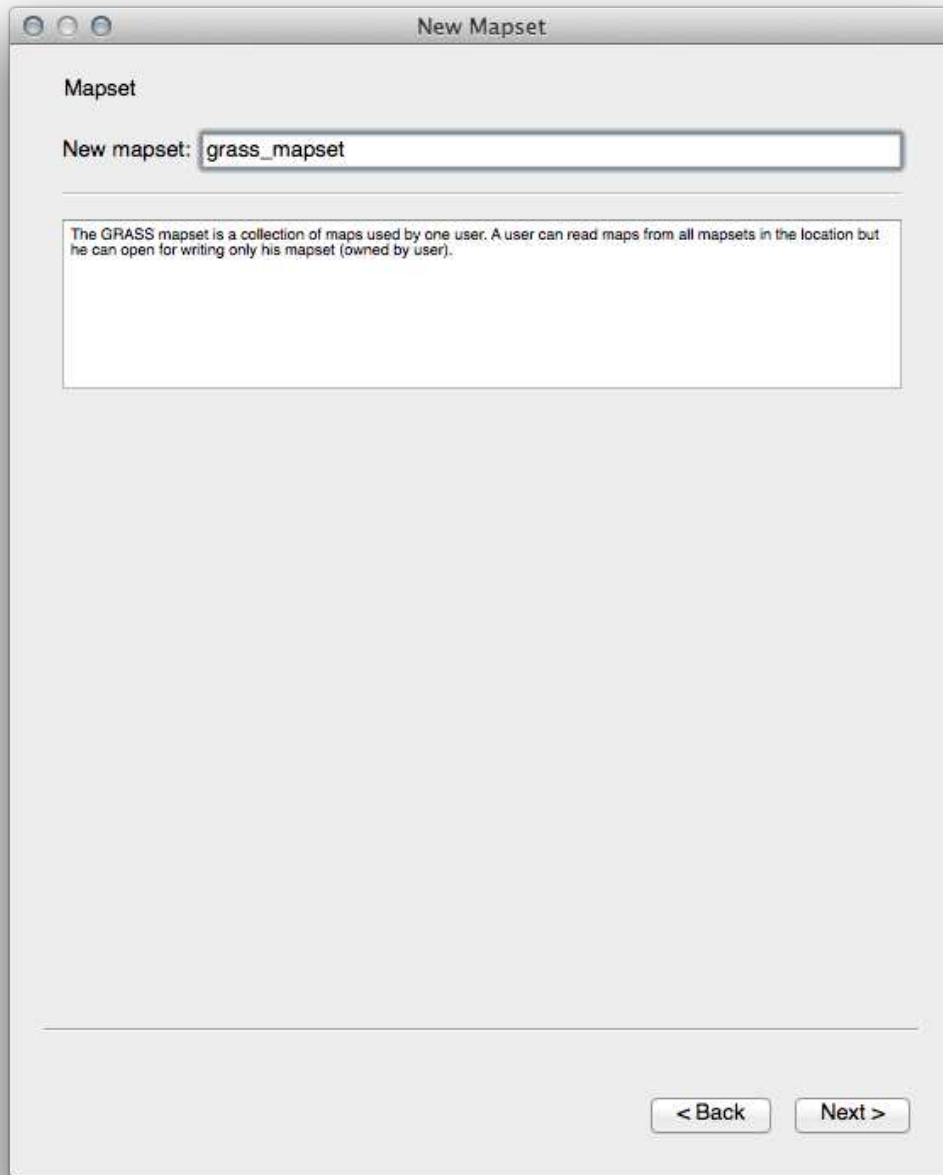 New Mapset
Mapset
New mapset: grass_mapset
The GRASS mapset is a collection of maps used by one user. A user can read maps from all mapsets in the location but
he can open for writing only his mapset (owned by user).
< Back Next >